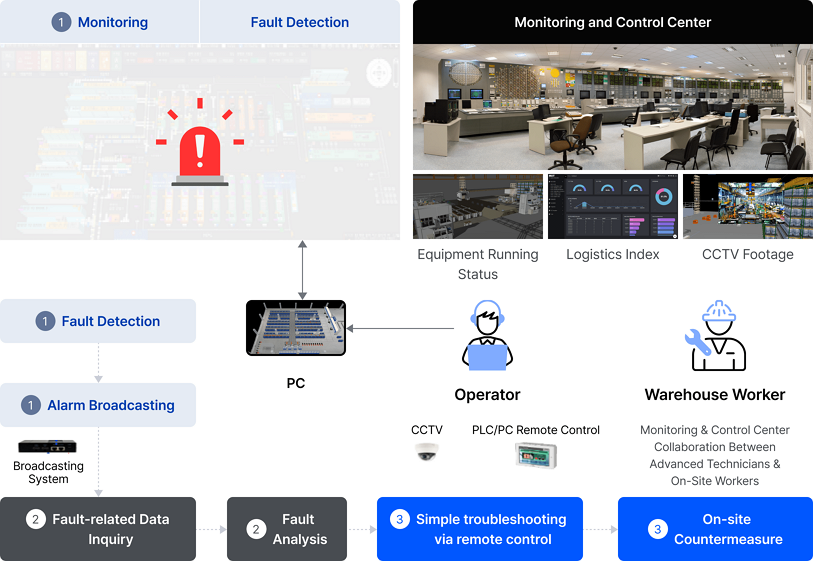 1 Monitoring
Fault Detection
Monitoring and Control Center
Equipment Running
Status
Logistics Index
CCTV Footage
1 Fault Detection
PC
Operator
Warehouse Worker
1 Alarm Broadcasting
CCTV
PLC/PC Remote Control
Monitoring & Control Center
Collaboration Between
Advanced Technicians &
On-Site Workers
Broadcasting
System
2 Fault-related Data
Inquiry
2 Fault
Analysis
3 Simple troubleshooting
via remote control
3 On-site
Countermeasure